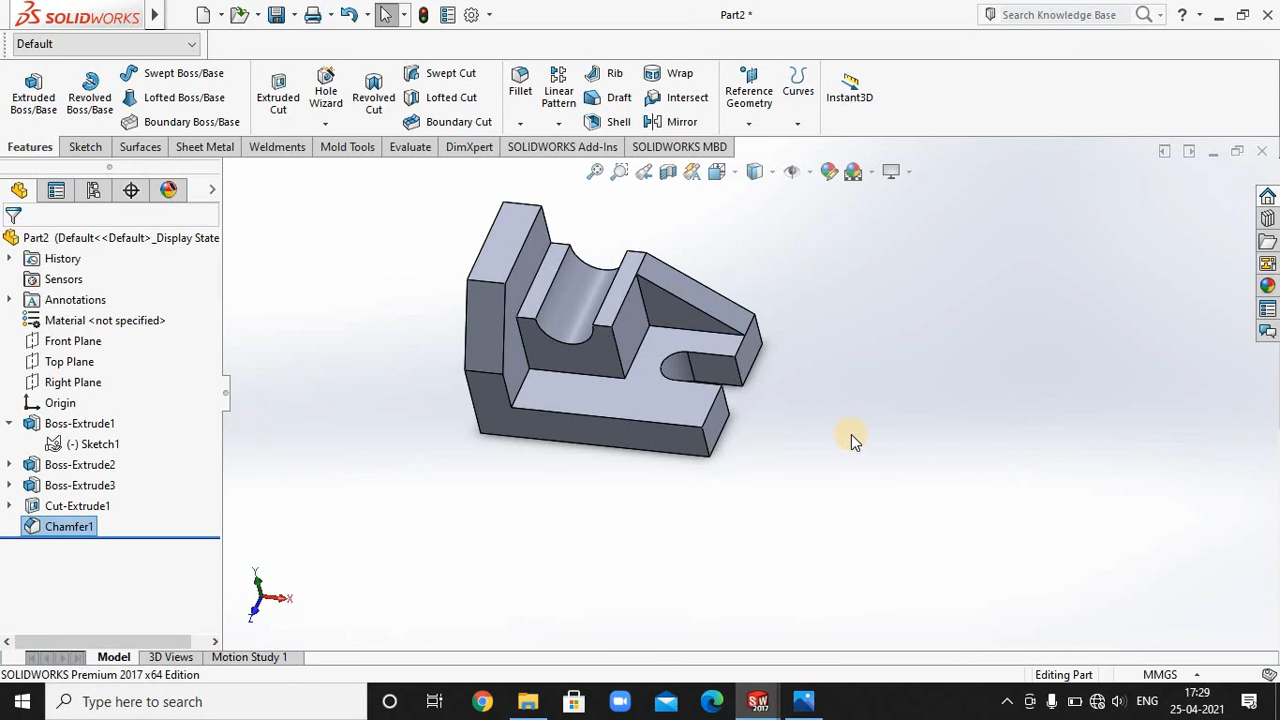 SOLIDWORKS
Part2 *
Search Knowledge Base
?
Default
Extruded Boss/Base
Revolved Boss/Base
Swept Boss/Base
Lofted Boss/Base
Boundary Boss/Base
Extruded Cut
Hole Wizard
Revolved Cut
Swept Cut
Lofted Cut
Boundary Cut
Fillet
Linear Pattern
Rib
Draft
Shell
Wrap
Intersect
Mirror
Reference Geometry
Curves
Instant3D
Features Sketch Surfaces Sheet Metal Weldments Mold Tools Evaluate DimXpert SOLIDWORKS Add-Ins SOLIDWORKS MBD
Part2 (Default<<Default>_Display State
History
Sensors
Annotations
Material <not specified>
Front Plane
Top Plane
Right Plane
Origin
Boss-Extrude1
(-) Sketch1
Boss-Extrude2
Boss-Extrude3
Cut-Extrude1
Chamfer1
Y
X
Z
Model 3D Views Motion Study 1
SOLIDWORKS Premium 2017 x64 Edition
Editing Part
MMGS
Type here to search
SW
2017
ENG
17:29
25-04-2021